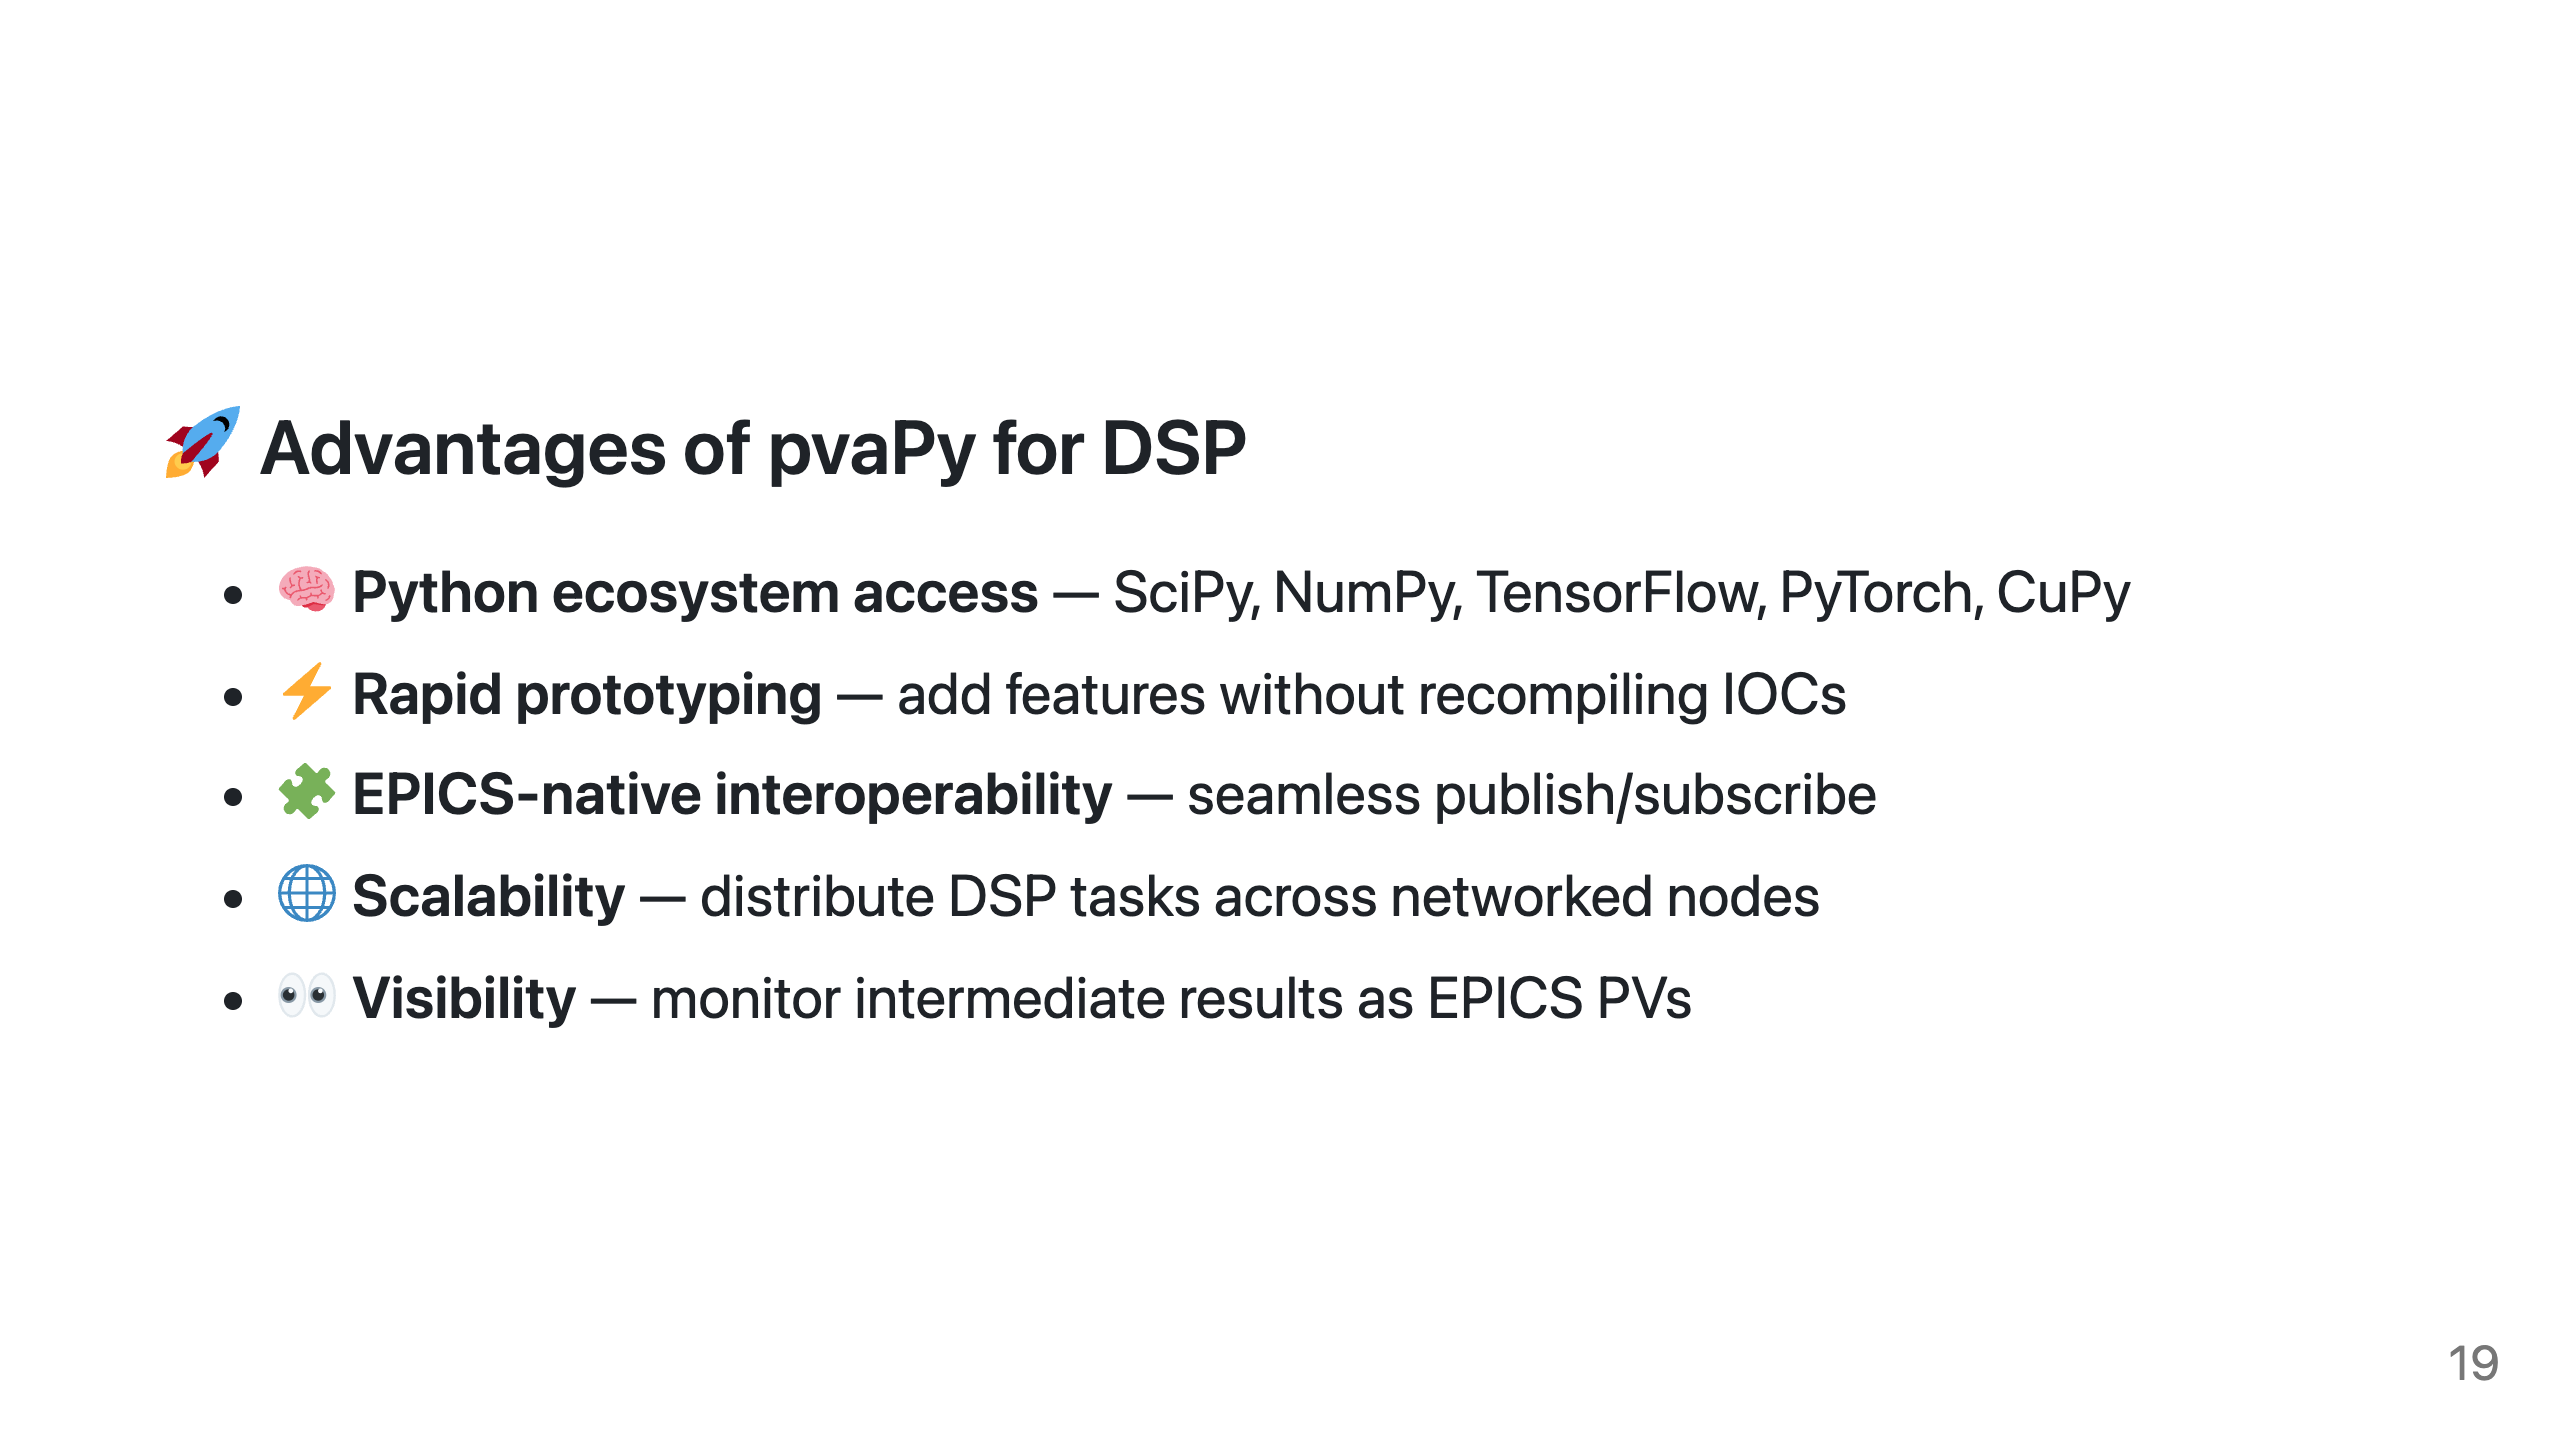 🚀 Advantages of pvaPy for DSP
• 🧠 Python ecosystem access — SciPy, NumPy, TensorFlow, PyTorch, CuPy
• ⚡ Rapid prototyping — add features without recompiling IOCs
• 🧩 EPICS-native interoperability — seamless publish/subscribe
• 🌐 Scalability — distribute DSP tasks across networked nodes
• 👀 Visibility — monitor intermediate results as EPICS PVs
19